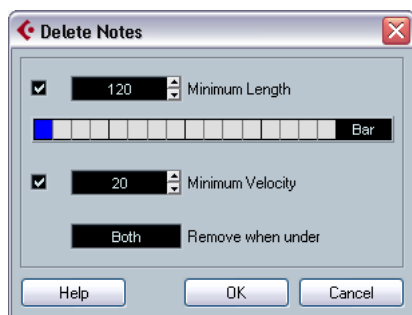 Delete Notes
120 Minimum Length
Bar
20 Minimum Velocity
Both Remove when under
Help OK Cancel